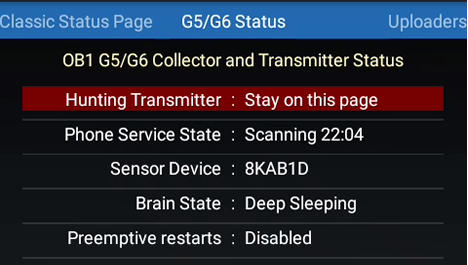 Classic Status Page G5/G6 Status Uploaders
OB1 G5/G6 Collector and Transmitter Status
Hunting Transmitter : Stay on this page
Phone Service State : Scanning 22:04
Sensor Device : 8KAB1D
Brain State : Deep Sleeping
Preemptive restarts : Disabled